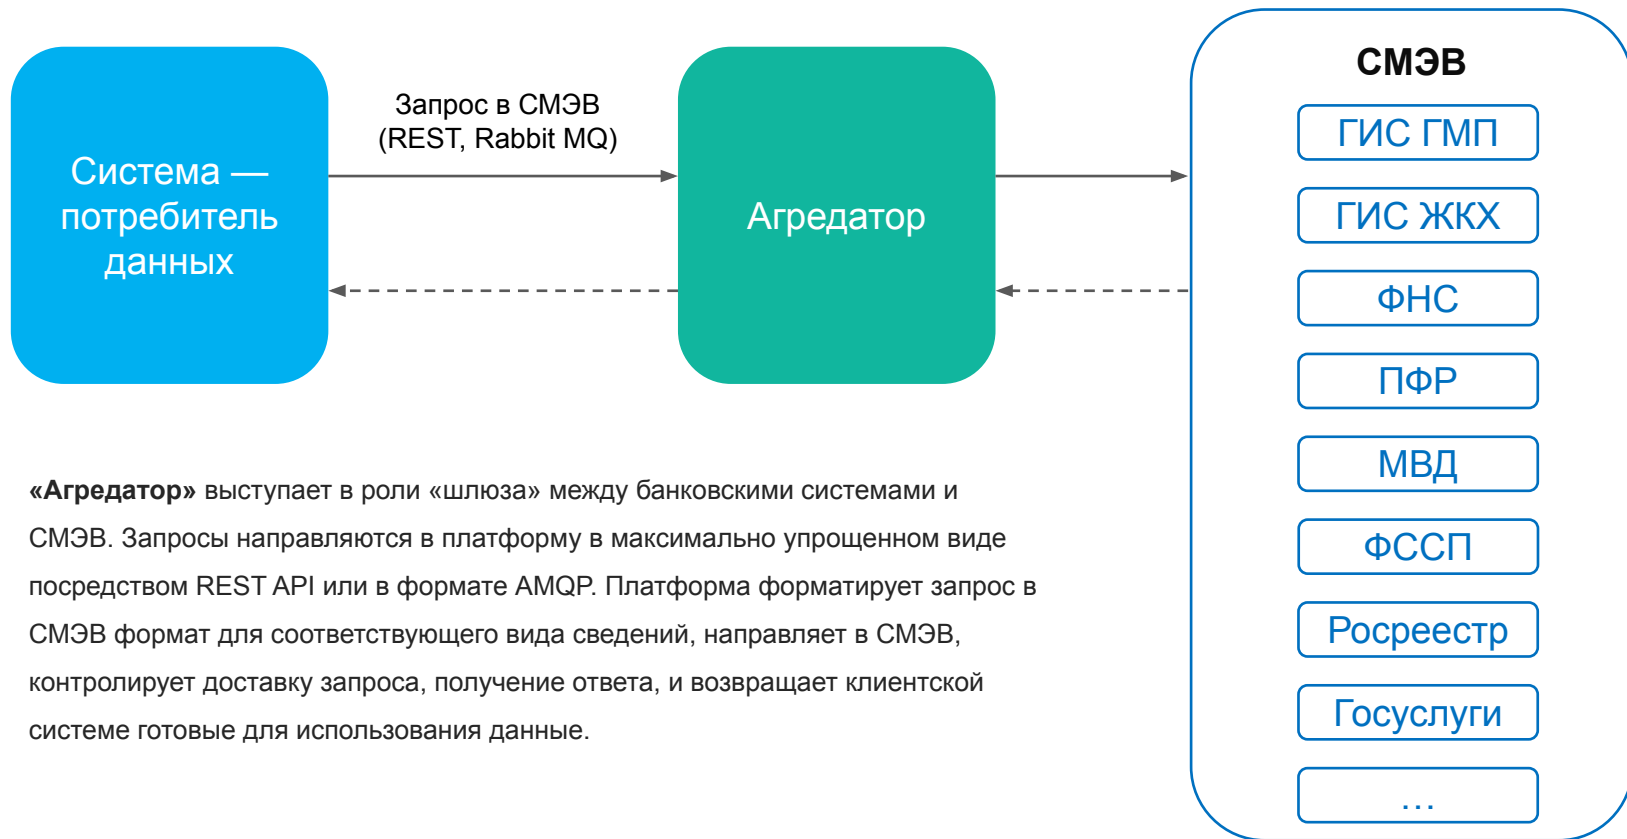 Система —
потребитель
данных
Запрос в СМЭВ
(REST, Rabbit MQ)
Агредатор
СМЭВ
ГИС ГМП
ГИС ЖКХ
ФНС
ПФР
МВД
ФССП
Росреестр
Госуслуги
...
«Агредатор» выступает в роли «шлюза» между банковскими системами и
СМЭВ. Запросы направляются в платформу в максимально упрощенном виде
посредством REST API или в формате AMQP. Платформа форматирует запрос в
СМЭВ формат для соответствующего вида сведений, направляет в СМЭВ,
контролирует доставку запроса, получение ответа, и возвращает клиентской
системе готовые для использования данные.